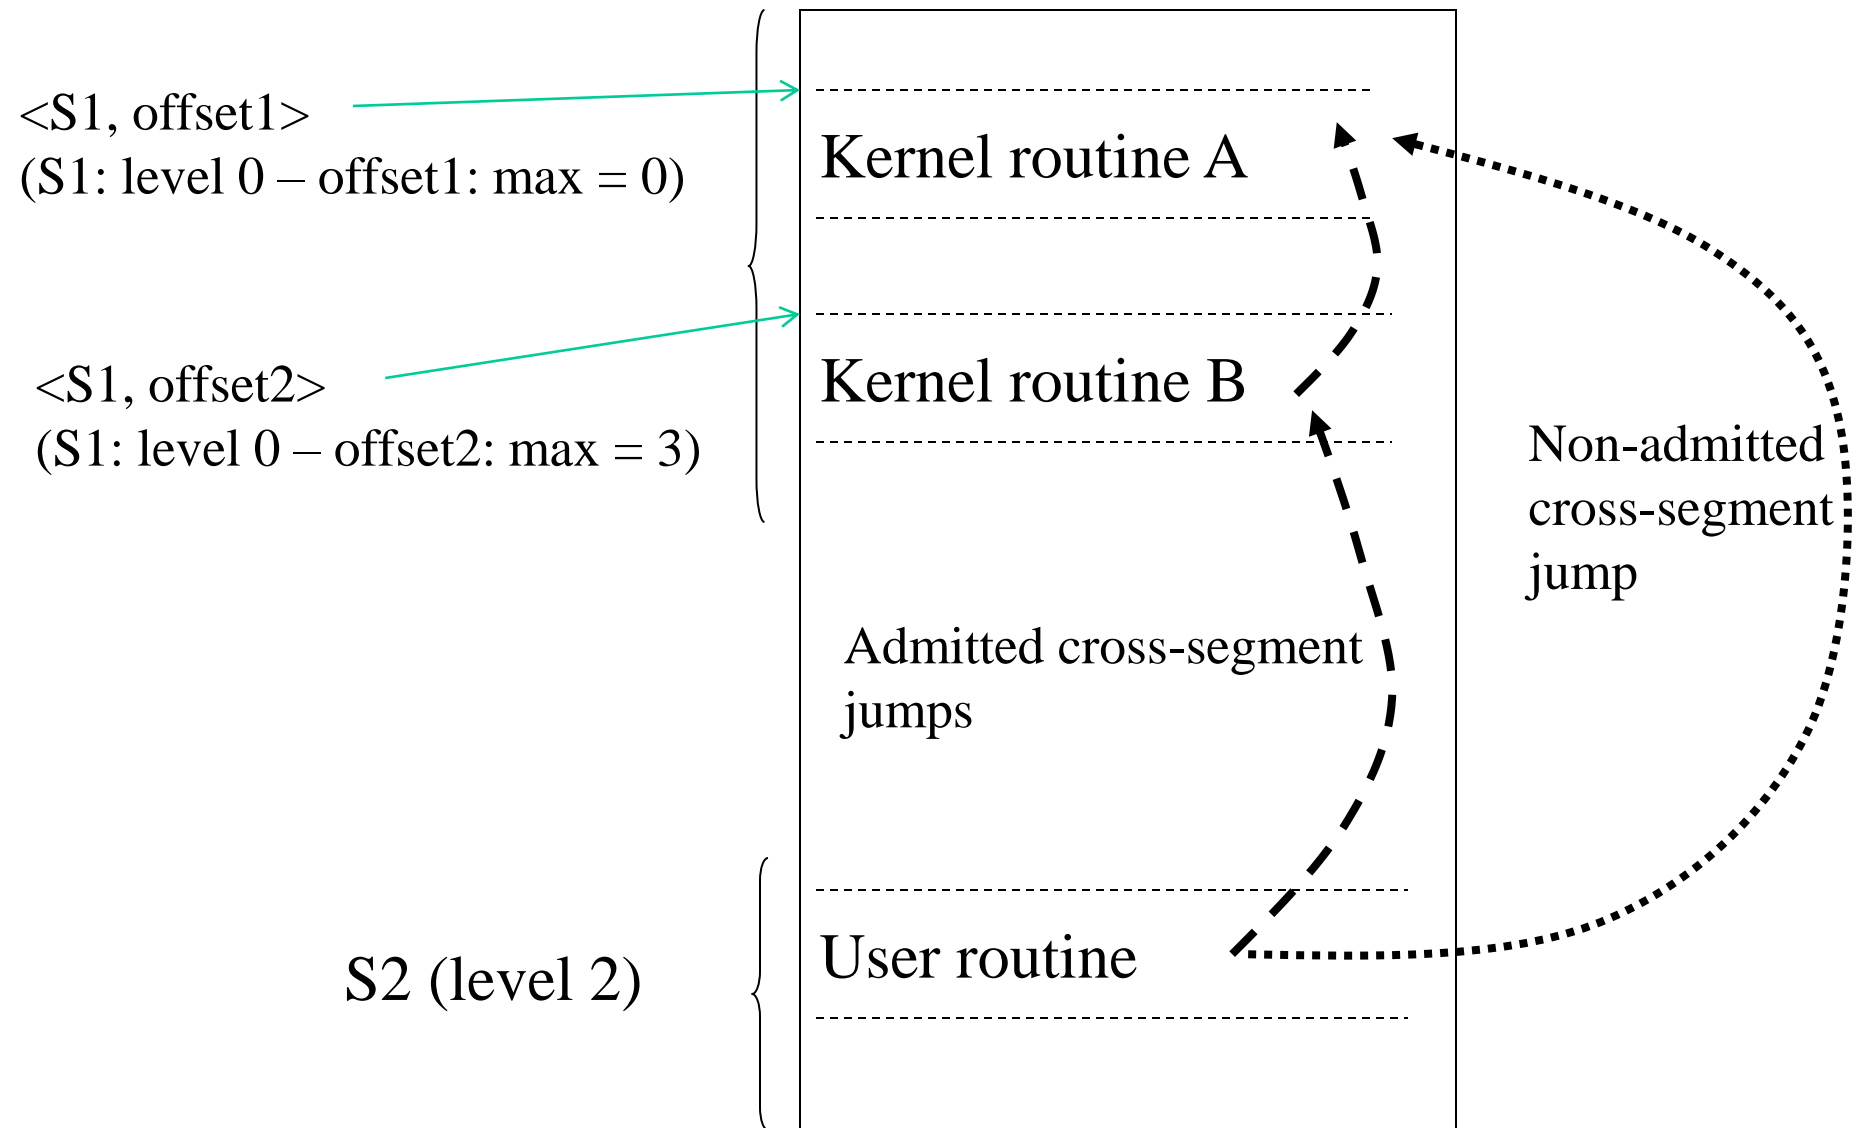 <S1, offset1>
(S1: level 0 – offset1: max = 0)
Kernel routine A
<S1, offset2>
(S1: level 0 – offset2: max = 3)
Kernel routine B
Non-admitted
cross-segment
jump
Admitted cross-segment
jumps
S2 (level 2)
User routine